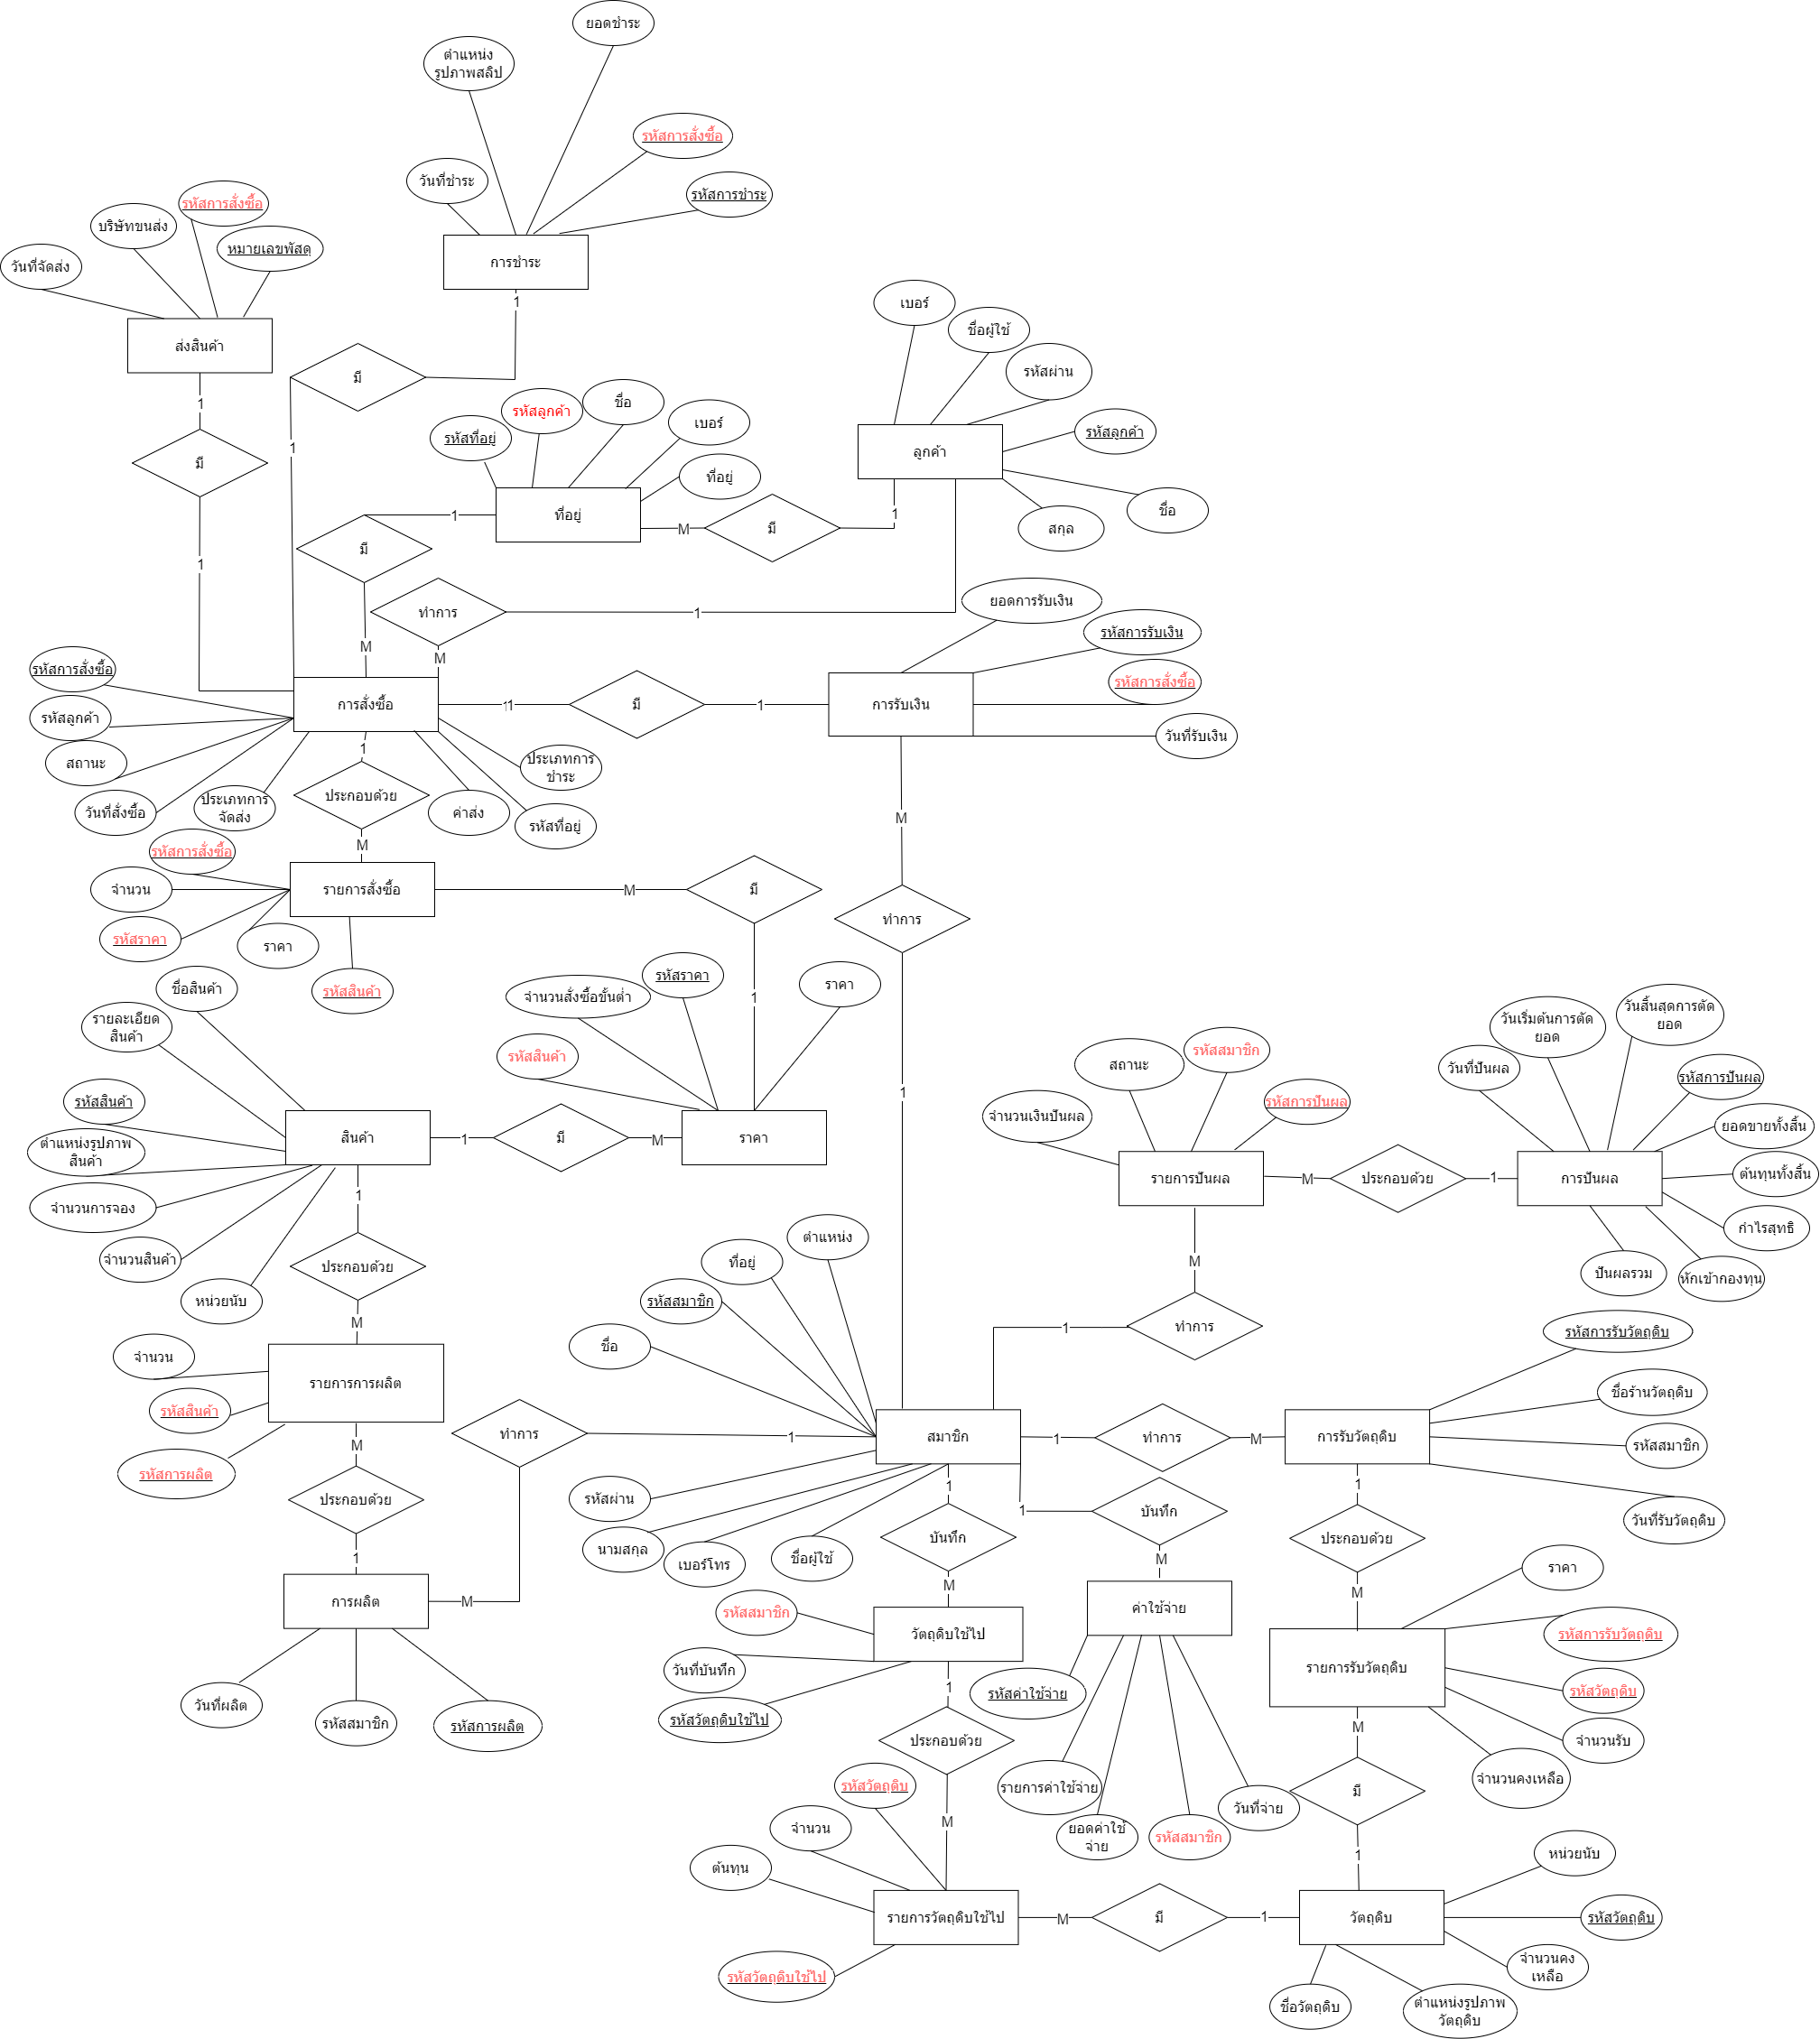 ยอดชำระ
ตำแหน่ง
รูปภาพสลิป
รหัสการสั่งซื้อ
วันที่ชำระ
รหัสการชำระ
การชำระ
1
รหัสการสั่งซื้อ
บริษัทขนส่ง
หมายเลขพัสดุ
วันที่จัดส่ง
ส่งสินค้า
1
มี
1
มี
1
เบอร์
ชื่อผู้ใช้
รหัสผ่าน
รหัสลูกค้า
ลูกค้า
ชื่อ
สกุล
1
รหัสลูกค้า
ชื่อ
เบอร์
รหัสที่อยู่
ที่อยู่
ที่อยู่
M
มี
1
มี
M
1
ทำการ
1
M
ยอดการรับเงิน
รหัสการรับเงิน
รหัสการสั่งซื้อ
วันที่รับเงิน
การรับเงิน
รหัสการสั่งซื้อ
รหัสลูกค้า
สถานะ
วันที่สั่งซื้อ
การสั่งซื้อ
1
1
มี
1
ประเภทการ
ชำระ
ประเภทการ
จัดส่ง
1
ประกอบด้วย
ค่าส่ง
รหัสที่อยู่
M
M
รหัสการสั่งซื้อ
จำนวน
รหัสราคา
ราคา
รหัสสินค้า
รายการสั่งซื้อ
M
มี
1
ทำการ
1
ชื่อสินค้า
รายละเอียด
สินค้า
รหัสสินค้า
ตำแหน่งรูปภาพ
สินค้า
จำนวนการจอง
จำนวนสินค้า
หน่วยนับ
สินค้า
1
มี
M
รหัสราคา
จำนวนสั่งซื้อขั้นต่ำ
ราคา
รหัสสินค้า
ราคา
1
ประกอบด้วย
M
จำนวน
รหัสสินค้า
รหัสการผลิต
รายการการผลิต
M
ประกอบด้วย
1
การผลิต
M
ทำการ
1
วันที่ผลิต
รหัสสมาชิก
รหัสการผลิต
สถานะ
รหัสสมาชิก
รหัสการปันผล
จำนวนเงินปันผล
รายการปันผล
M
ประกอบด้วย
1
การปันผล
วันที่ปันผล
วันเริ่มต้นการตัด
ยอด
วันสิ้นสุดการตัด
ยอด
รหัสการปันผล
ยอดขายทั้งสิ้น
ต้นทุนทั้งสิ้น
กำไรสุทธิ
หักเข้ากองทุน
ปันผลรวม
M
ทำการ
1
ตำแหน่ง
ที่อยู่
รหัสสมาชิก
ชื่อ
สมาชิก
รหัสผ่าน
นามสกุล
เบอร์โทร
ชื่อผู้ใช้
1
ทำการ
M
การรับวัตถุดิบ
รหัสการรับวัตถุดิบ
ชื่อร้านวัตถุดิบ
รหัสสมาชิก
วันที่รับวัตถุดิบ
1
บันทึก
M
1
บันทึก
M
1
ประกอบด้วย
M
รหัสสมาชิก
วันที่บันทึก
รหัสวัตถุดิบใช้ไป
วัตถุดิบใช้ไป
1
ประกอบด้วย
M
ค่าใช้จ่าย
รหัสค่าใช้จ่าย
รายการค่าใช้จ่าย
ยอดค่าใช้
จ่าย
รหัสสมาชิก
วันที่จ่าย
ราคา
รหัสการรับวัตถุดิบ
รหัสวัตถุดิบ
จำนวนรับ
จำนวนคงเหลือ
รายการรับวัตถุดิบ
M
มี
1
รหัสวัตถุดิบ
จำนวน
ต้นทุน
รายการวัตถุดิบใช้ไป
รหัสวัตถุดิบใช้ไป
M
มี
1
วัตถุดิบ
หน่วยนับ
รหัสวัตถุดิบ
จำนวนคง
เหลือ
ตำแหน่งรูปภาพ
วัตถุดิบ
ชื่อวัตถุดิบ